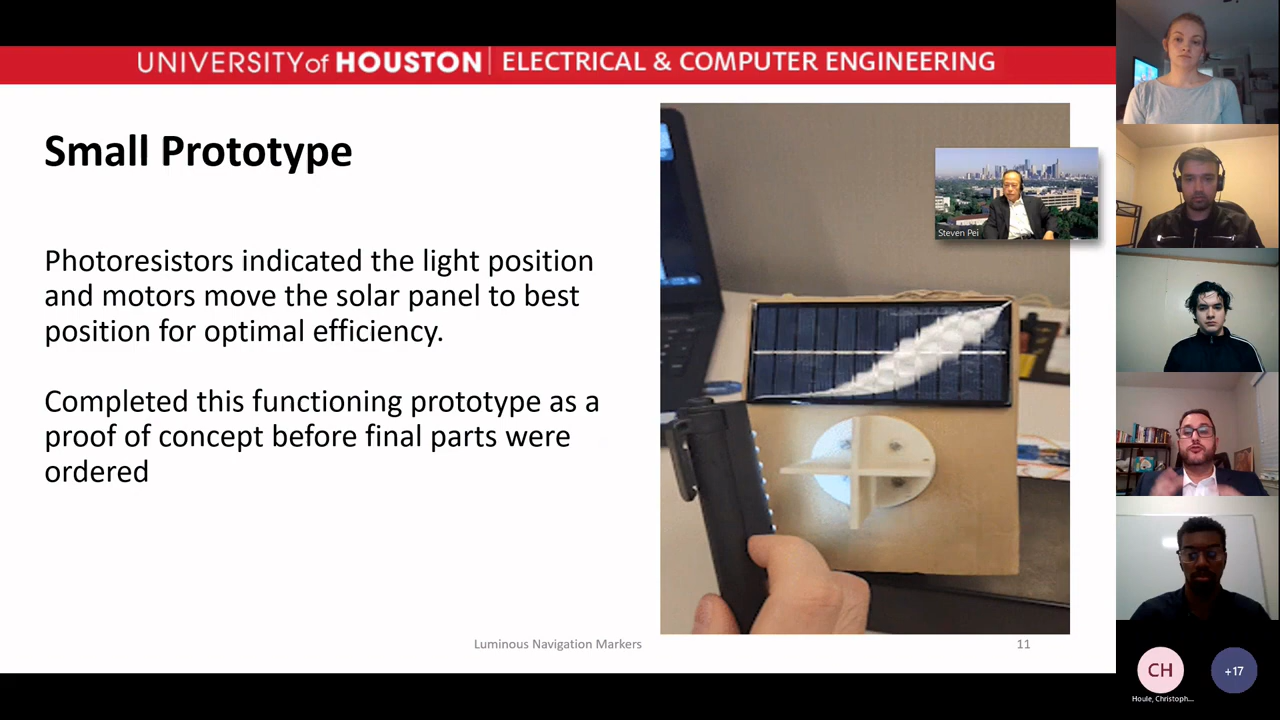 UNIVERSITY of HOUSTON | ELECTRICAL & COMPUTER ENGINEERING
Small Prototype
Photoresistors indicated the light position
and motors move the solar panel to best
position for optimal efficiency.
Completed this functioning prototype as a
proof of concept before final parts were
ordered
Steven Pei
Luminous Navigation Markers
11
CH
+17
Houle, Christoph...